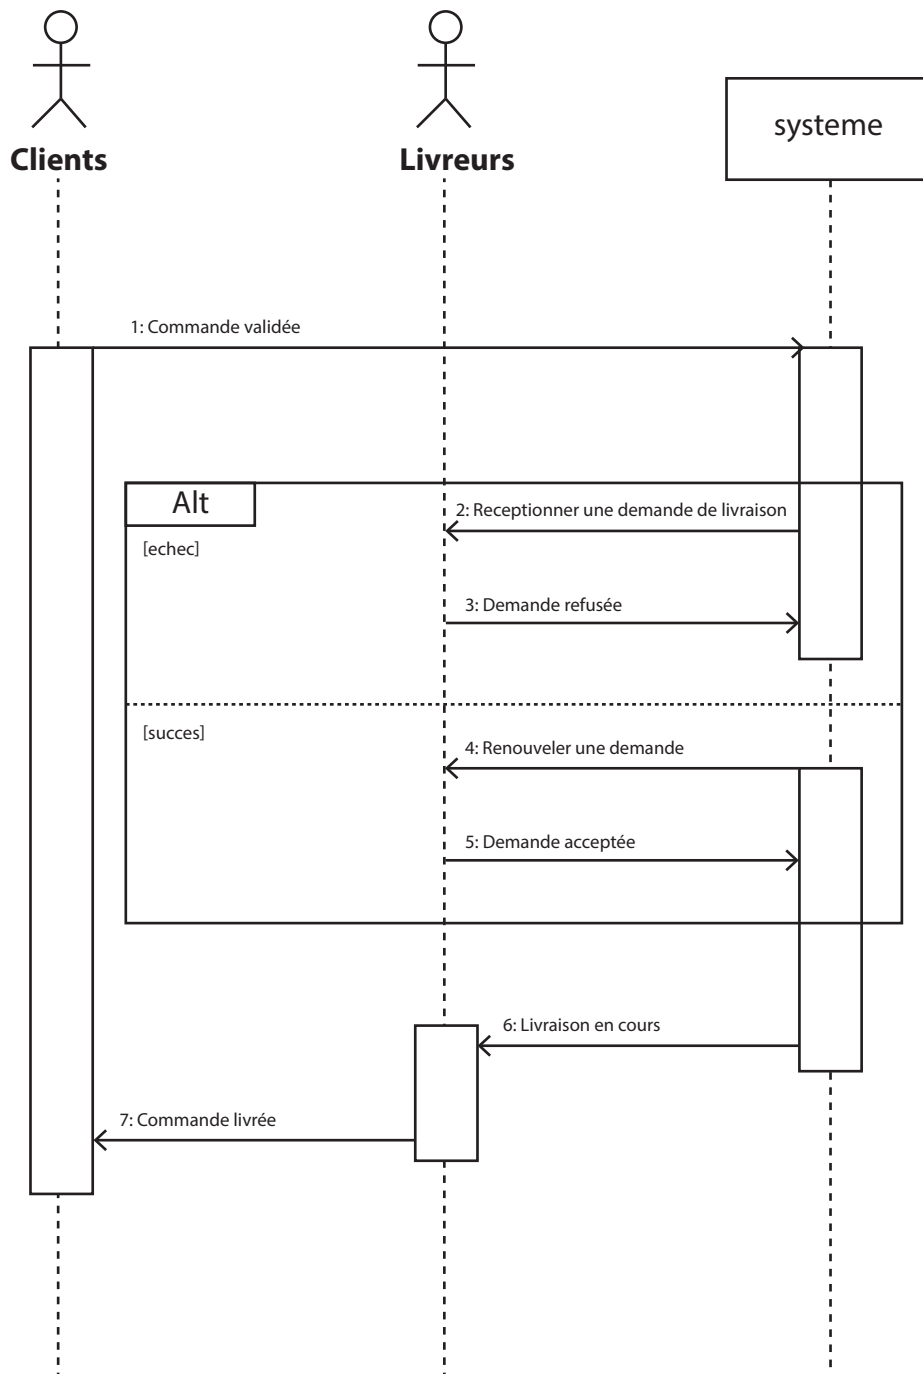 Clients
Livreurs
systeme
1: Commande validée
Alt
2: Receptionner une demande de livraison
[echec]
3: Demande refusée
[succes]
4: Renouveler une demande
5: Demande acceptée
6: Livraison en cours
7: Commande livrée